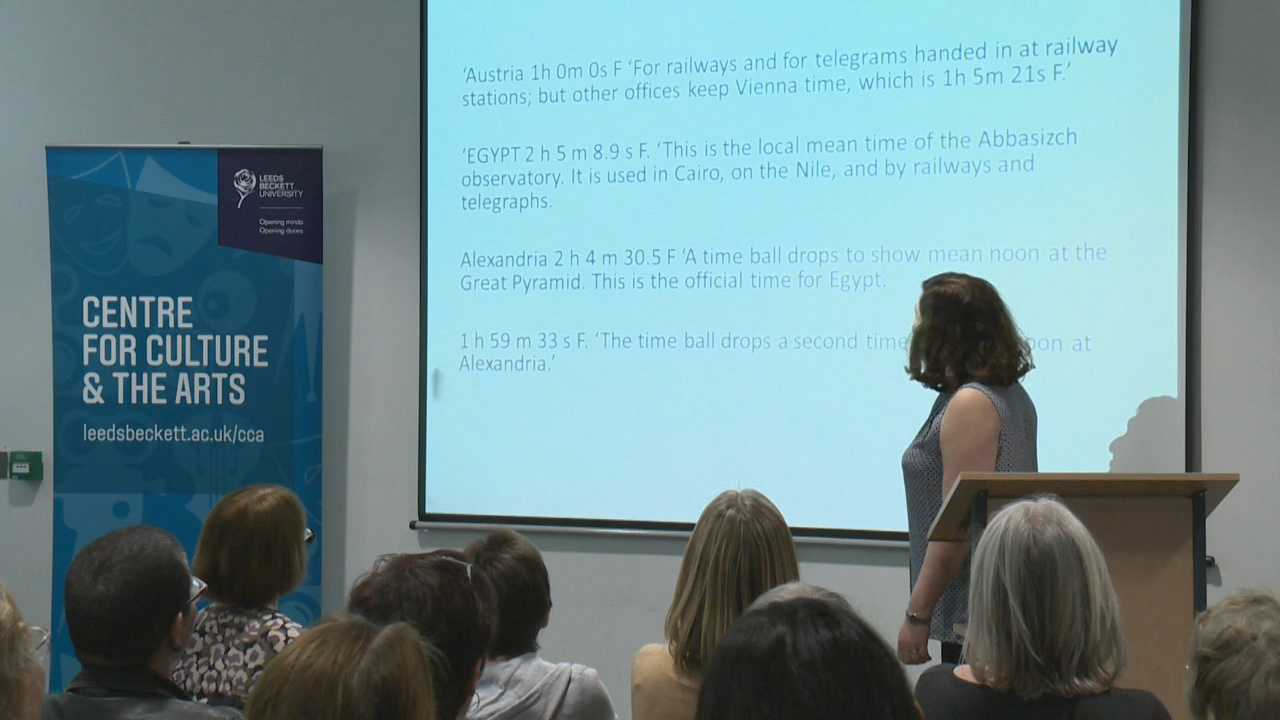 'Austria 1h 0m 0s F 'For railways and for telegrams handed in at railway
stations; but other offices keep Vienna time, which is 1h 5m 21s F.'
'EGYPT 2 h 5 m 8.9 s F. 'This is the local mean time of the Abbasizch
observatory. It is used in Cairo, on the Nile, and by railways and
telegraphs.
Alexandria 2 h 4 m 30.5 F 'A time ball drops to show mean noon at the
Great Pyramid. This is the official time for Egypt.
1 h 59 m 33 s F. 'The time ball drops a second time at
Alexandria.'
LEEDS
BECKETT
UNIVERSITY
Opening minds
Opening doors
CENTRE
FOR CULTURE
& THE ARTS
leedsbeckett.ac.uk/cca